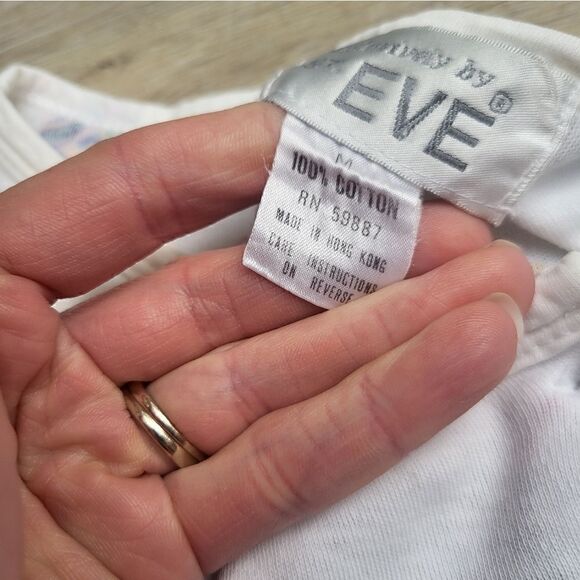 by
EVE®
M
100% COTTON
RN 59887
MADE IN HONG KONG
CARE INSTRUCTIONS
ON REVERSE